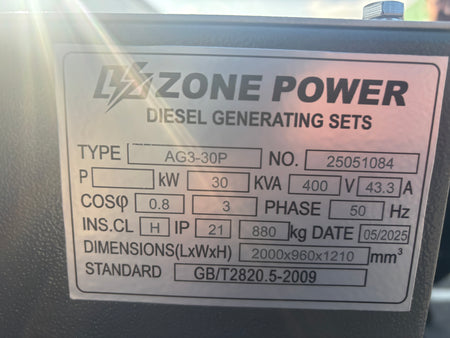 ZONE POWER
DIESEL GENERATING SETS
TYPE AG3-30P NO. 25051084
P kW 30 KVA 400 V 43.3 A
COSφ 0.8 3 PHASE 50 Hz
INS.CL H IP 21 880 kg DATE 05/2025
DIMENSIONS(LxWxH) 2000x960x1210 mm³
STANDARD GB/T2820.5-2009